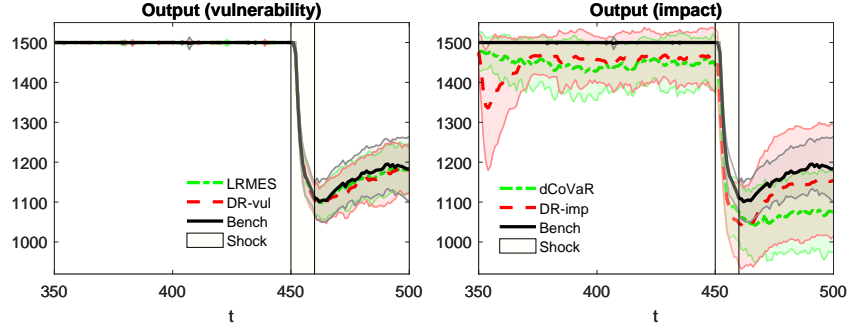 Output (vulnerability)
1500
1400
1300
1200
1100
1000
LRMES
DR-vul
Bench
Shock
350
400
450
500
t
Output (impact)
1500
1400
1300
1200
1100
1000
dCoVaR
DR-imp
Bench
Shock
350
400
450
500
t